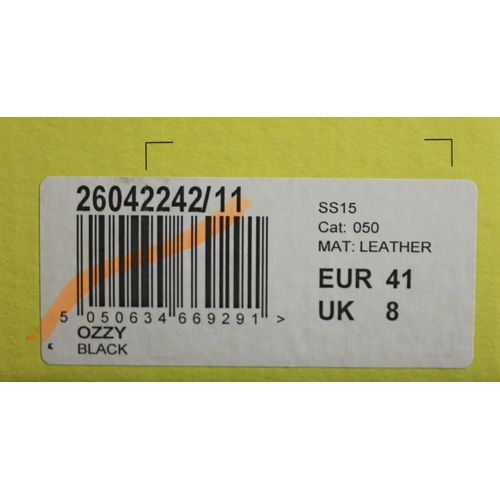 26042242/11
5 050634 669291 >
OZZY
BLACK
SS15
Cat: 050
MAT: LEATHER
EUR 41
UK 8